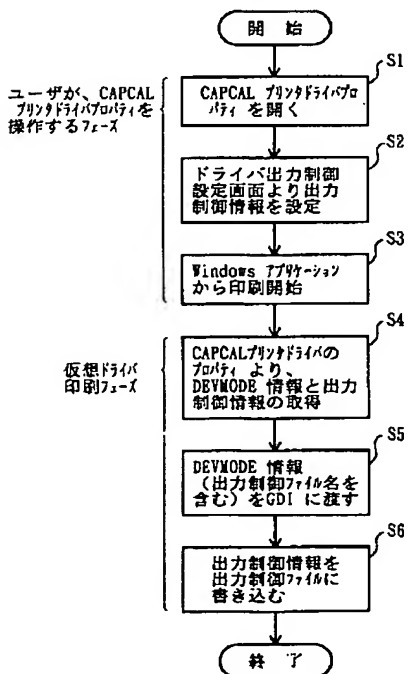 開 始
S1
ユーザが、CAPCAL
プリンタドライバプロパティを
操作するフェーズ
CAPCAL プリンタドライバプロ
パティ を開く
S2
ドライバ出力制御
設定画面より出力
制御情報を設定
S3
Windows アプリケーション
から印刷開始
S4
仮想ドライバ
印刷フェーズ
CAPCALプリンタドライバの
プロパティ より、
DEVMODE 情報と出力
制御情報の取得
S5
DEVMODE 情報
(出力制御ファイル名を
含む)をGDI に渡す
S6
出力制御情報を
出力制御ファイルに
書き込む
終 了